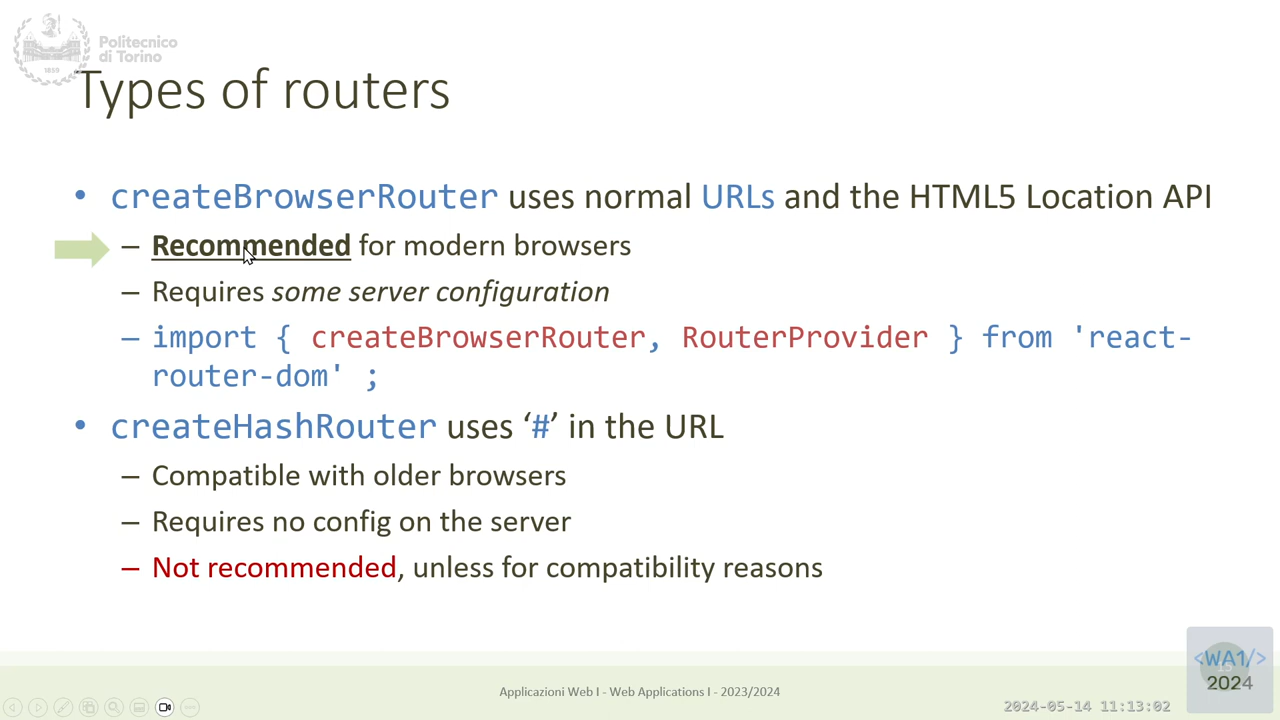 Politecnico
di Torino
1859
Types of routers
• createBrowserRouter uses normal URLs and the HTML5 Location API
– Recommended for modern browsers
– Requires some server configuration
– import { createBrowserRouter, RouterProvider } from 'react-
router-dom' ;
• createHashRouter uses ‘#’ in the URL
– Compatible with older browsers
– Requires no config on the server
– Not recommended, unless for compatibility reasons
Applicazioni Web I - Web Applications I - 2023/2024
<WA1/>
2024
2024-05-14 11:13:02